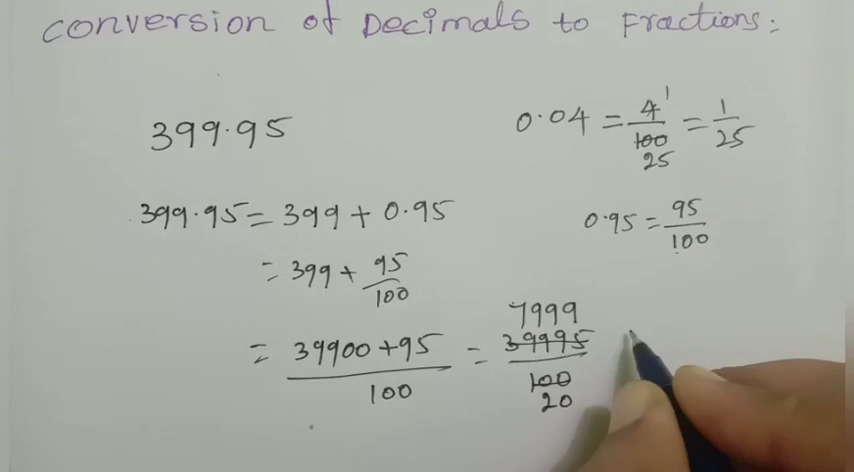 Conversion of Decimals to Fractions:
399.95
0.04 = 4/100 = 1/25
1
25
399.95 = 399 + 0.95
0.95 = 95/100
= 399 + 95/100
= 39900+95/100 = 39995/100
7999
20